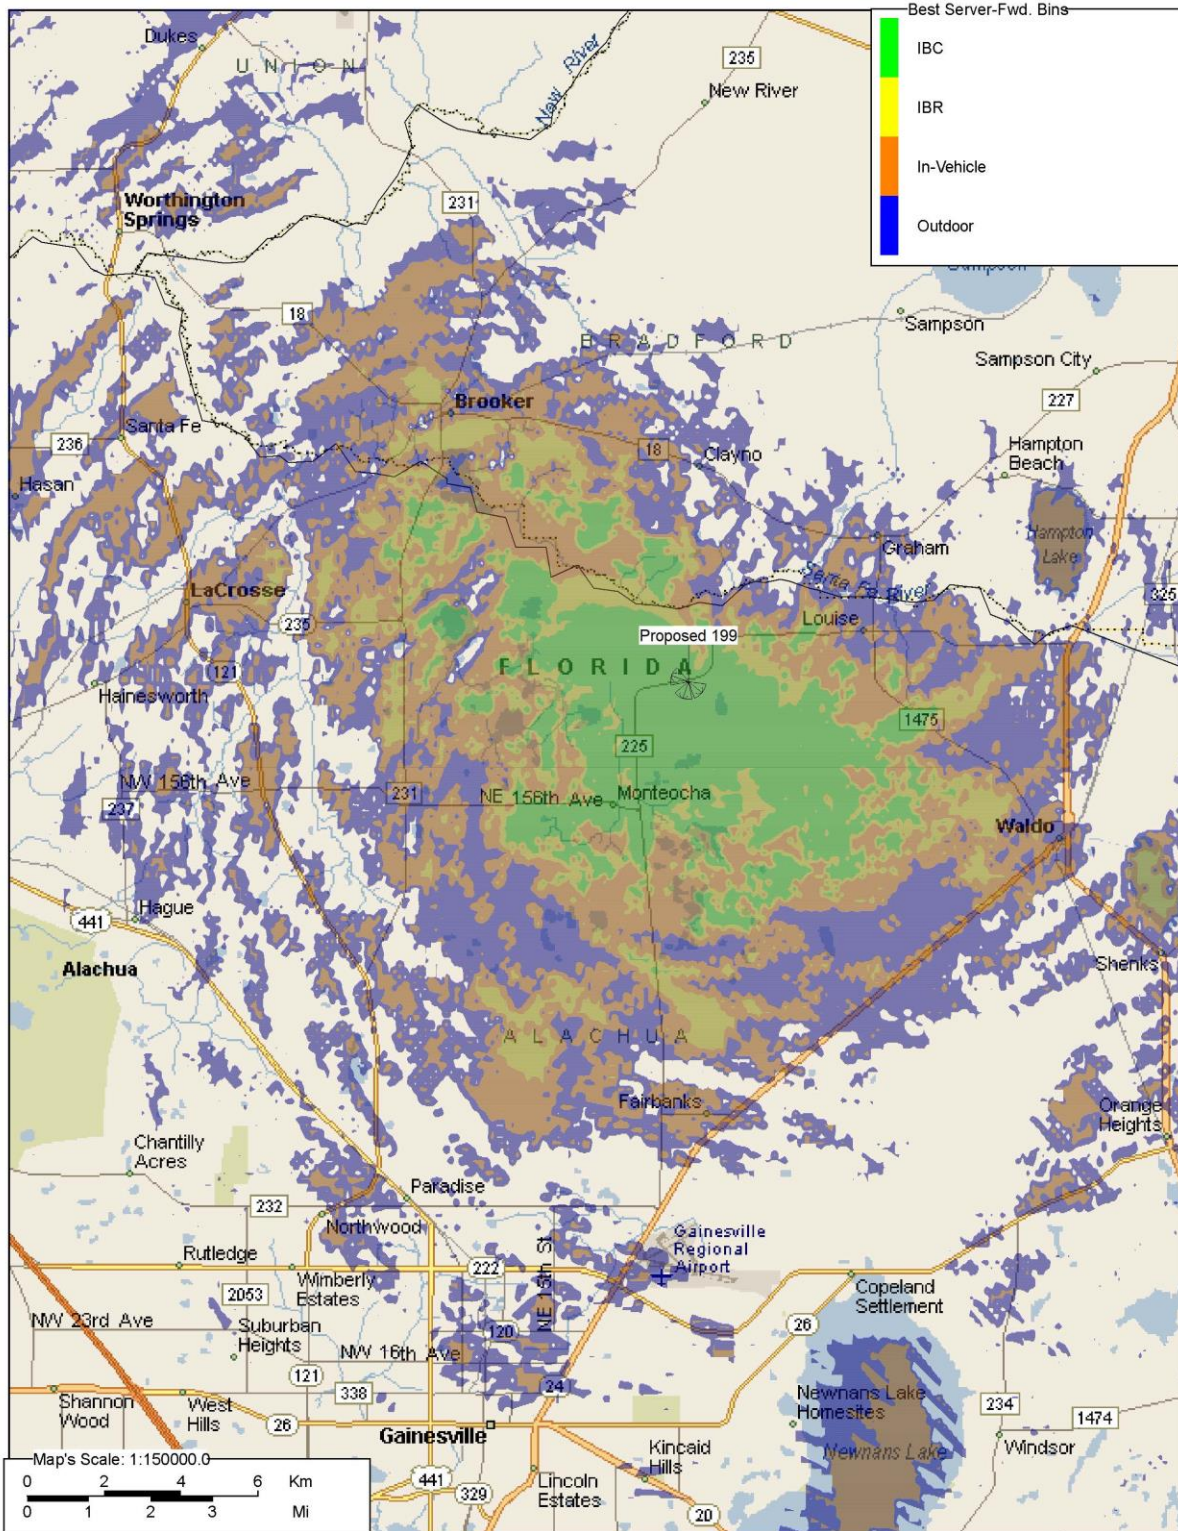 Best Server-Fwd. Bins
IBC
IBR
In-Vehicle
Outdoor
Dukes
UNION
New River
235
New River
Worthington
Springs
231
18
Sampson
Sampson
BRADFORD
Sampson City
227
Brooker
Santa Fe
236
18
Clayno
Hampton
Beach
Hasan
Hampton
Lake
Graham
Santa Fe River
325
LaCrosse
235
Proposed 199
Louise
FLORIDA
121
Hainesworth
1475
225
NW 156th Ave
237
231
NE 156th Ave
Monteocha
Waldo
Hague
441
Alachua
Shenks
ALACHUA
Fairbanks
Orange
Heights
Chantilly
Acres
Paradise
232
Northwood
Gainesville
Regional
Airport
Rutledge
222
NE 15th St
Wimberly
Estates
2053
Copeland
Settlement
NW 23rd Ave
Suburban
Heights
120
26
NW 16th Ave
121
338
24
Shannon
Wood
West
Hills
26
Newnans Lake
Homesites
234
1474
Gainesville
Newnans Lake
Windsor
Kincaid
Hills
441
329
Lincoln
Estates
20
Map's Scale: 1:150000.0
0 2 4 6 Km
0 1 2 3 Mi